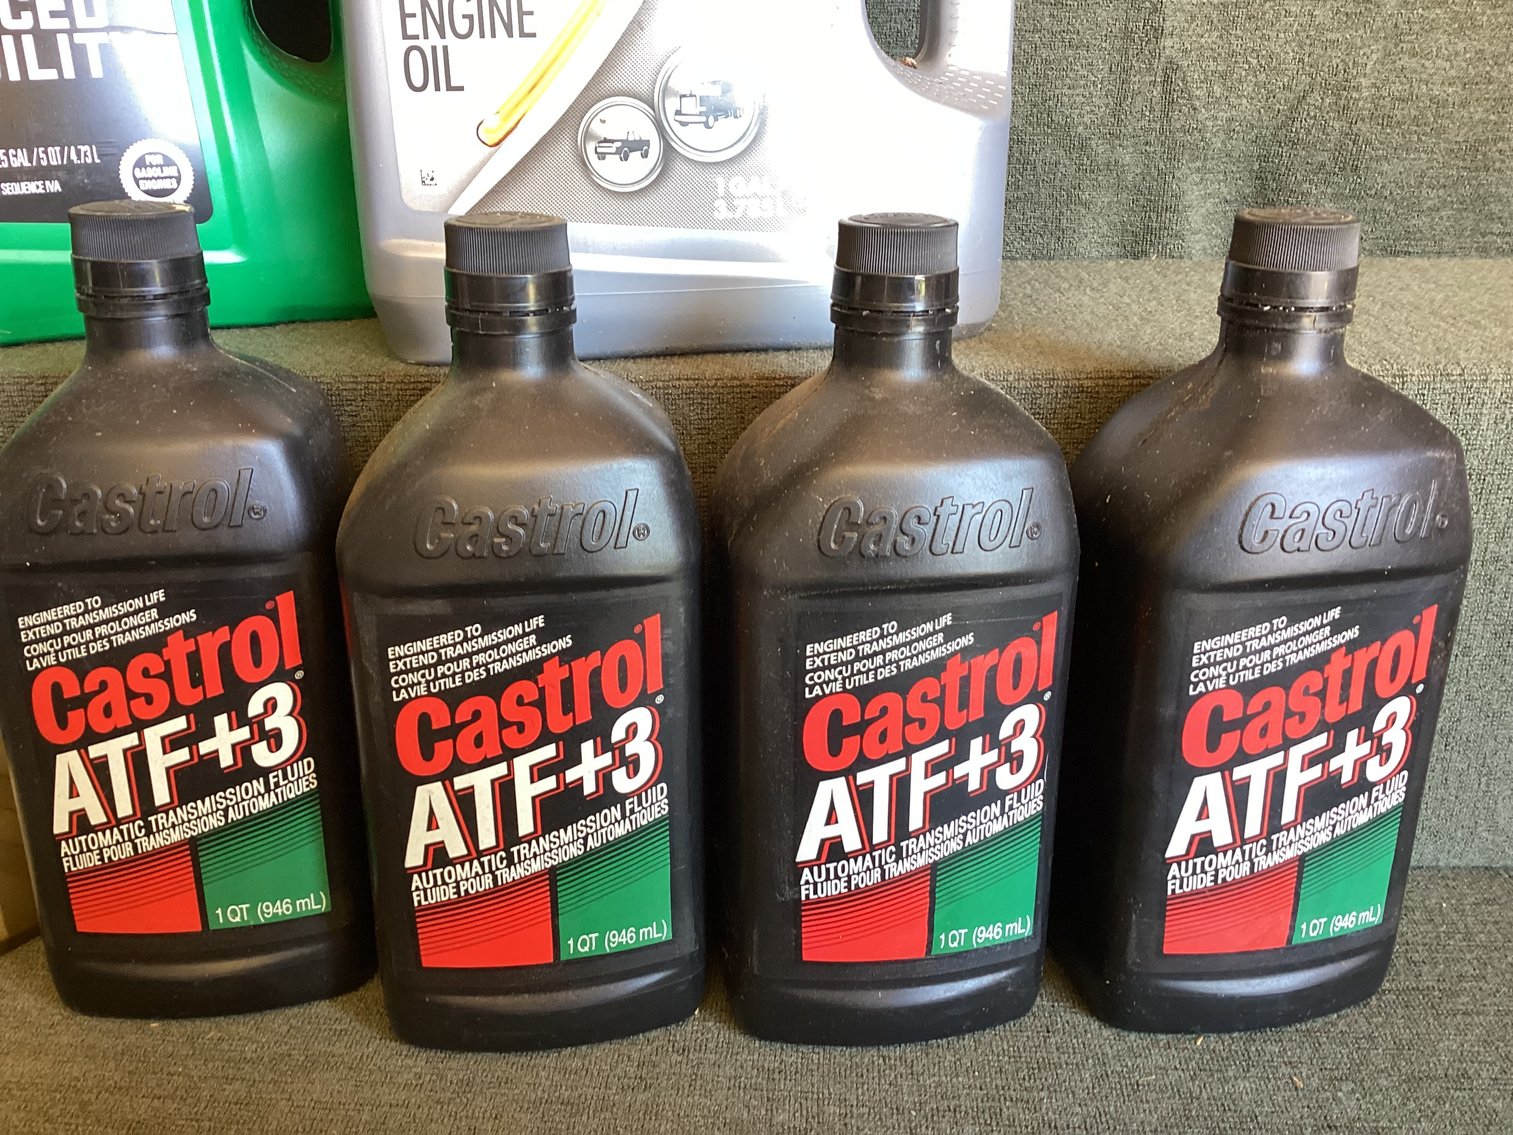 ENGINE
OIL
5 GAL / 5 QT / 4.73 L
SEQUENCE IVA
FOR
GASOLINE
ENGINES
1 GAL
Castrol
ENGINEERED TO
EXTEND TRANSMISSION LIFE
CONÇU POUR PROLONGER
LA VIE UTILE DES TRANSMISSIONS
Castrol®
ATF+3®
AUTOMATIC TRANSMISSION FLUID
FLUIDE POUR TRANSMISSIONS AUTOMATIQUES
1 QT (946 mL)
Castrol®
ENGINEERED TO
EXTEND TRANSMISSION LIFE
CONÇU POUR PROLONGER
LA VIE UTILE DES TRANSMISSIONS
Castrol®
ATF+3®
AUTOMATIC TRANSMISSION FLUID
FLUIDE POUR TRANSMISSIONS AUTOMATIQUES
1 QT (946 mL)
Castrol®
ENGINEERED TO
EXTEND TRANSMISSION LIFE
CONÇU POUR PROLONGER
LA VIE UTILE DES TRANSMISSIONS
Castrol®
ATF+3®
AUTOMATIC TRANSMISSION FLUID
FLUIDE POUR TRANSMISSIONS AUTOMATIQUES
1 QT (946 mL)
Castrol®
ENGINEERED TO
EXTEND TRANSMISSION LIFE
CONÇU POUR PROLONGER
LA VIE UTILE DES TRANSMISSIONS
Castrol®
ATF+3®
AUTOMATIC TRANSMISSION FLUID
FLUIDE POUR TRANSMISSIONS AUTOMATIQUES
1 QT (946 mL)